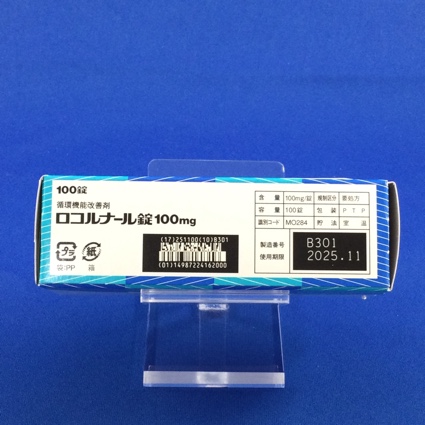 100錠
循環機能改善剤
ロコルナール錠100mg
プラ
袋:PP
紙
箱
(17)251100(10)B301
(01)14987224162000
含 量 100mg/錠 規制区分 要処方
容 量 100錠 包 装 PTP
識別コード MO284 貯 法 室 温
製造番号 B301
使用期限 2025.11